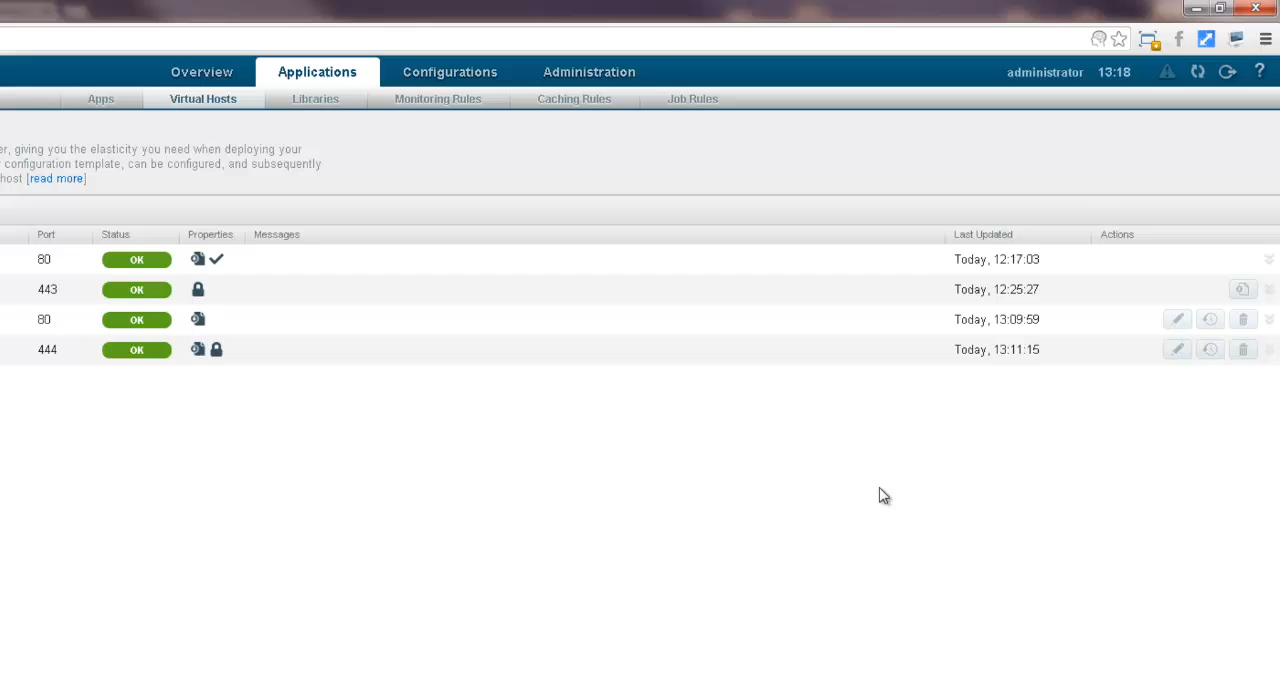 Overview Applications Configurations Administration administrator 13:18 ?
Apps Virtual Hosts Libraries Monitoring Rules Caching Rules Job Rules
er, giving you the elasticity you need when deploying your
configuration template, can be configured, and subsequently
host [read more]
Port Status Properties Messages Last Updated Actions
80 OK Today, 12:17:03
443 OK Today, 12:25:27
80 OK Today, 13:09:59
444 OK Today, 13:11:15